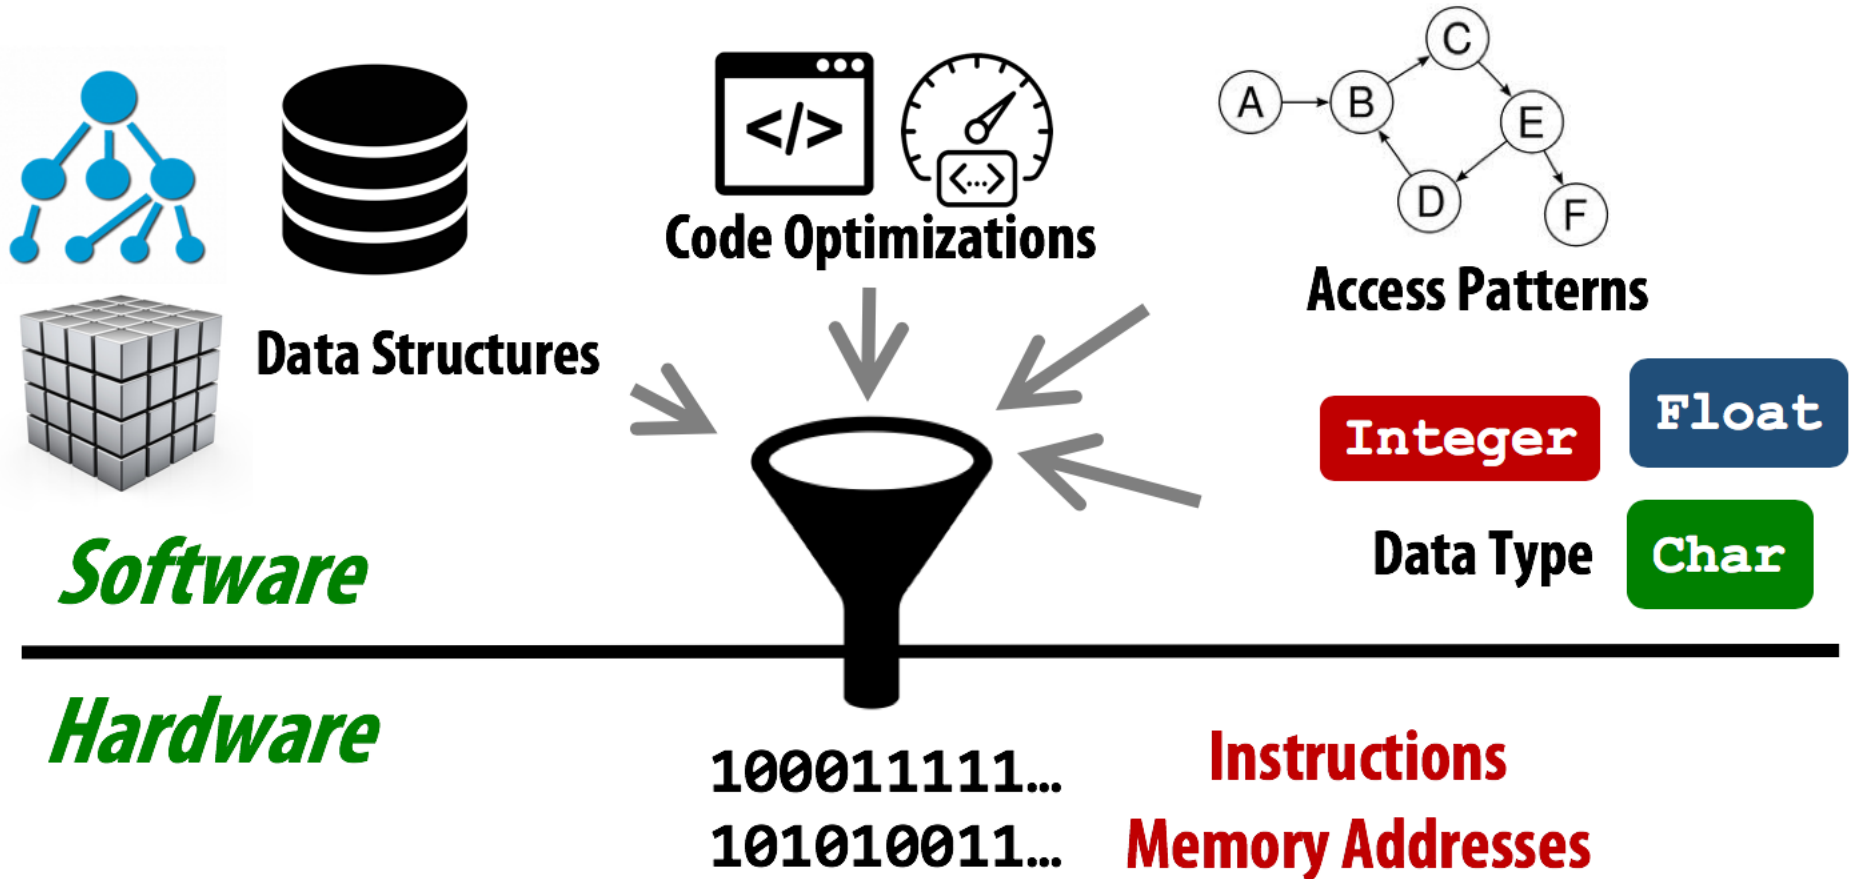 </>
<...>
Code Optimizations
A
B
C
D
E
F
Access Patterns
Data Structures
Integer
Float
Data Type
Char
Software
Hardware
100011111...
Instructions
101010011...
Memory Addresses